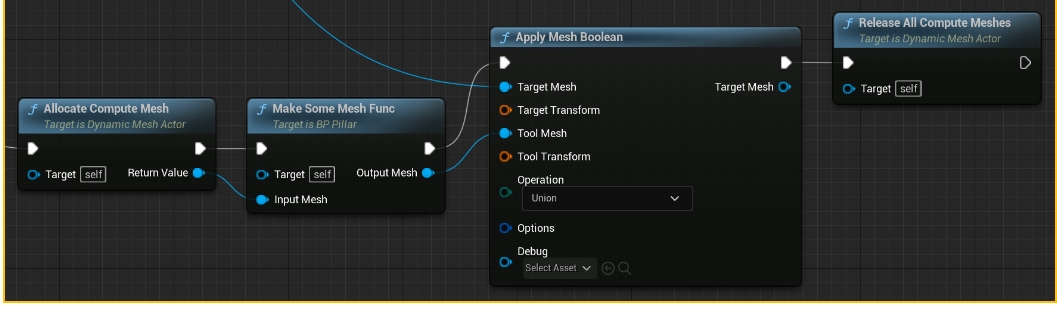 Allocate Compute Mesh
Target is Dynamic Mesh Actor
Target self
Return Value
Make Some Mesh Func
Target is BP Pillar
Target self
Output Mesh
Input Mesh
Apply Mesh Boolean
Target Mesh
Target Mesh
Target Transform
Tool Mesh
Tool Transform
Operation
Union
Options
Debug
Select Asset
Release All Compute Meshes
Target is Dynamic Mesh Actor
Target self